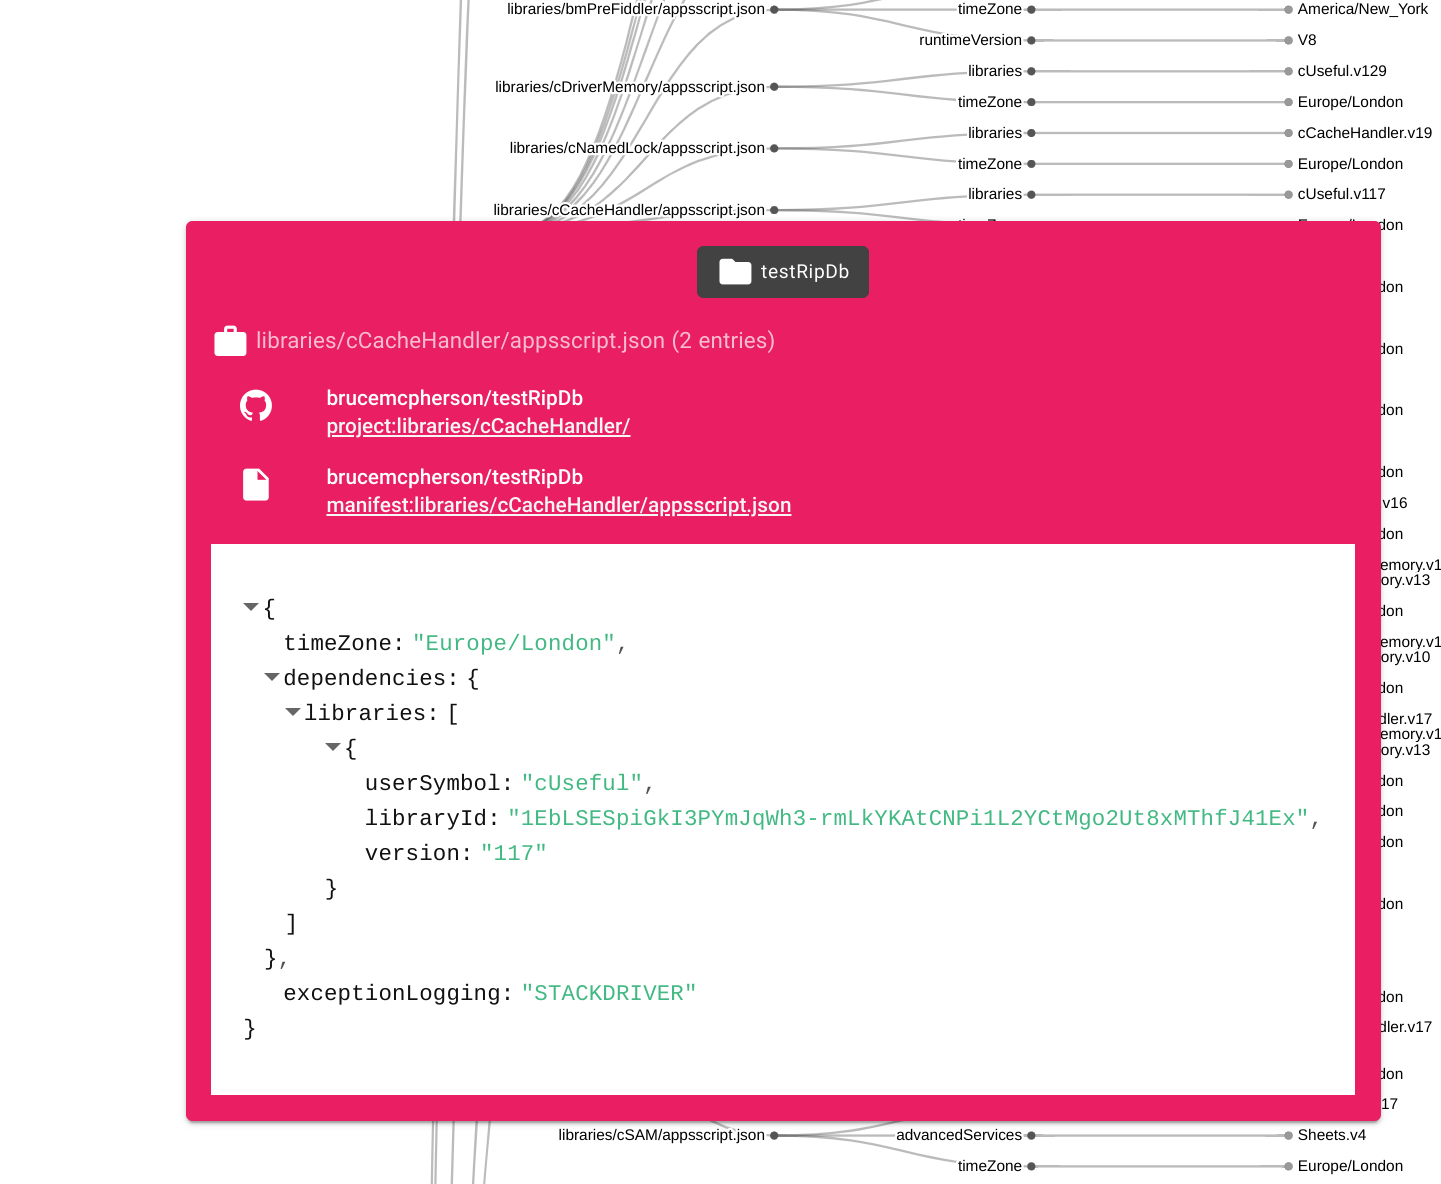 libraries/bmPreFiddler/appsscript.json timeZone America/New_York
runtimeVersion V8
libraries cUseful.v129
libraries/cDriverMemory/appsscript.json
timeZone Europe/London
libraries cCacheHandler.v19
libraries/cNamedLock/appsscript.json
timeZone Europe/London
libraries cUseful.v117
libraries/cCacheHandler/appsscript.json
don
testRipDb
don
libraries/cCacheHandler/appsscript.json (2 entries)
don
brucemcpherson/testRipDb
don
project:libraries/cCacheHandler/
brucemcpherson/testRipDb
don
manifest:libraries/cCacheHandler/appsscript.json
v16
don
emory.v1
ory.v13
{
don
timeZone: "Europe/London",
emory.v1
ory.v10
dependencies: {
don
libraries: [
dler.v17
emory.v1
{
ory.v13
userSymbol: "cUseful",
don
libraryId: "1EbLSESpiGkI3PYmJqWh3-rmLkYKAtCNPi1L2YCtMgo2Ut8xMThfJ41Ex",
don
version: "117"
don
}
don
]
},
exceptionLogging: "STACKDRIVER"
don
}
dler.v17
don
17
libraries/cSAM/appsscript.json advancedServices Sheets.v4
timeZone Europe/London